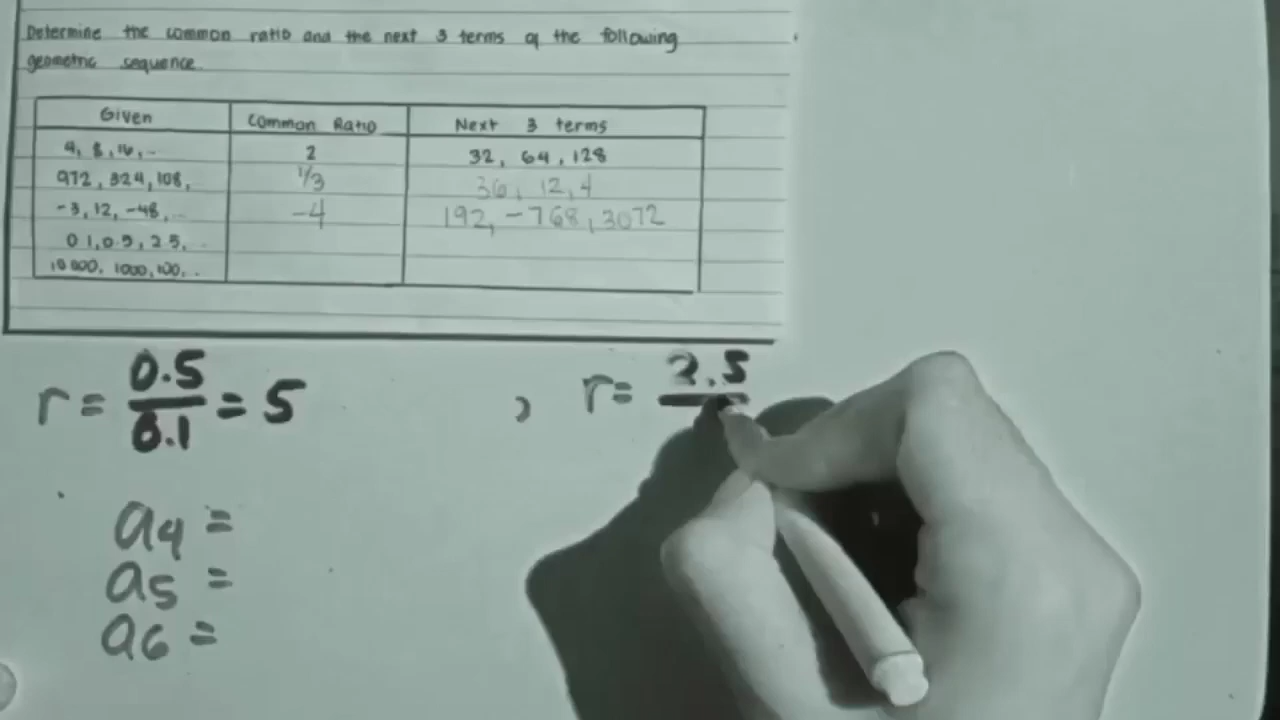 Determine the common ratio and the next 3 terms of the following
geometric sequence.
Given Common Ratio Next 3 terms
4, 8, 16, .. 2 32, 64, 128
972, 324, 108, 1/3 36, 12, 4
-3, 12, -48, .. -4 192, -768, 3072
0.1, 0.5, 2.5, ..
10 000, 1000, 100, ..
r = 0.5/0.1 = 5 , r = 2.5
a4 =
a5 =
a6 =